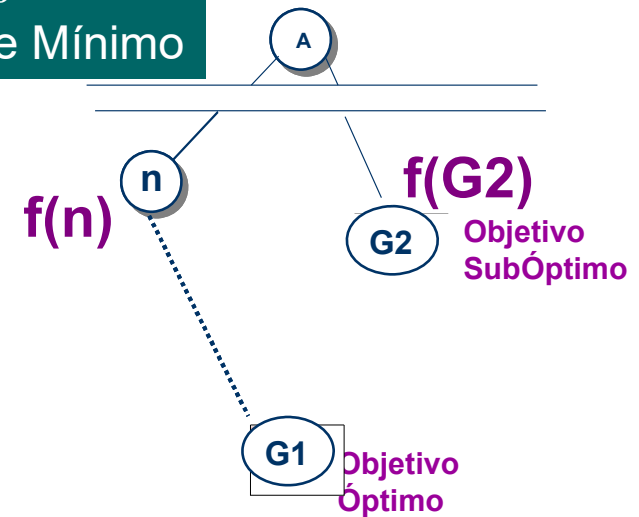 e Mínimo
A
n
f(G2)
f(n)
G2
Objetivo
SubÓptimo
G1
Objetivo
Óptimo